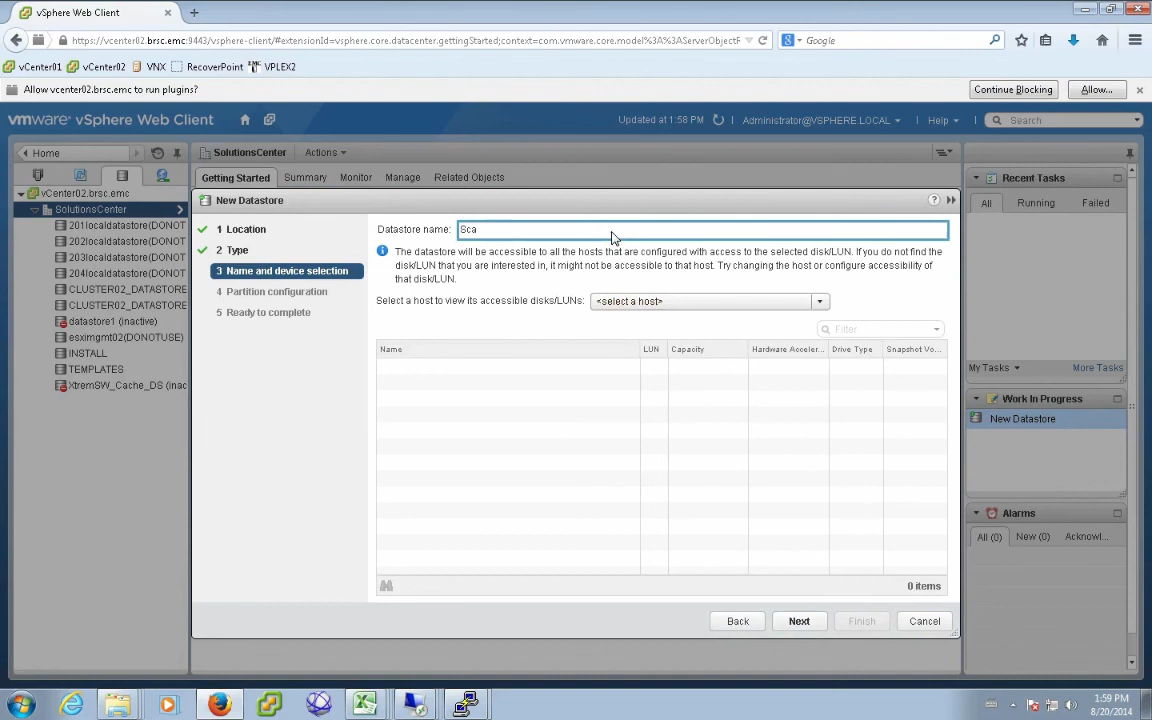 vSphere Web Client
https://vcenter02.brsc.emc:9443/vsphere-client/#extensionId=vsphere.core.datacenter.gettingStarted;context=com.vmware.core.model%3A%3AServerObjectF
Google
vCenter01 vCenter02 VNX RecoverPoint VPLEX2
Allow vcenter02.brsc.emc to run plugins?
Continue Blocking
Allow...
vmware vSphere Web Client
Updated at 1:58 PM
Administrator@VSPHERE.LOCAL
Help
Search
Home
vCenter02.brsc.emc
SolutionsCenter
201localdatastore(DONOT
202localdatastore(DONOT
203localdatastore(DONOT
204localdatastore(DONOT
CLUSTER02_DATASTORE
CLUSTER02_DATASTORE
datastore1 (inactive)
esximgmt02(DONOTUSE)
INSTALL
TEMPLATES
XtremSW_Cache_DS (inac
SolutionsCenter Actions
Getting Started Summary Monitor Manage Related Objects
New Datastore
1 Location
2 Type
3 Name and device selection
4 Partition configuration
5 Ready to complete
Datastore name: Sca
The datastore will be accessible to all the hosts that are configured with access to the selected disk/LUN. If you do not find the
disk/LUN that you are interested in, it might not be accessible to that host. Try changing the host or configure accessibility of
that disk/LUN.
Select a host to view its accessible disks/LUNs: <select a host>
Filter
Name LUN Capacity Hardware Acceler... Drive Type Snapshot Vo...
0 items
Back Next Finish Cancel
Recent Tasks
All Running Failed
My Tasks More Tasks
Work In Progress
New Datastore
Alarms
All (0) New (0) Acknowl...
1:59 PM
8/20/2014